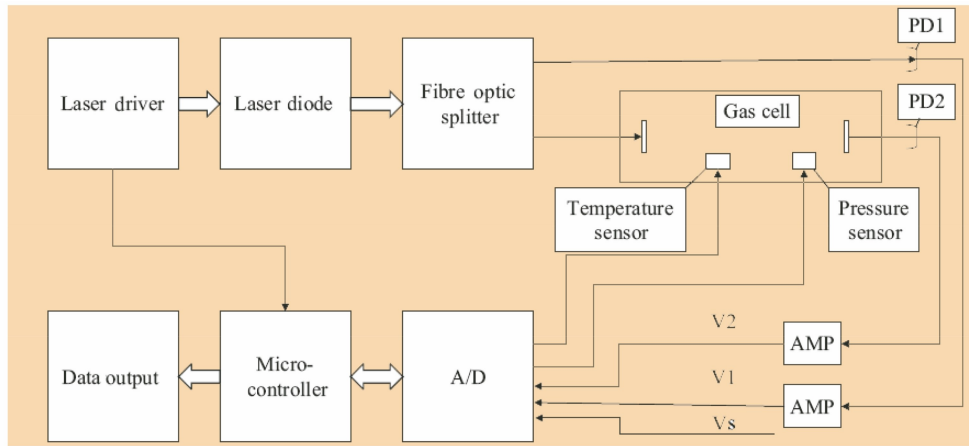 PD1
Laser driver
Laser diode
Fibre optic
splitter
PD2
Gas cell
Temperature
sensor
Pressure
sensor
V2
AMP
Data output
Micro-
controller
A/D
V1
AMP
Vs